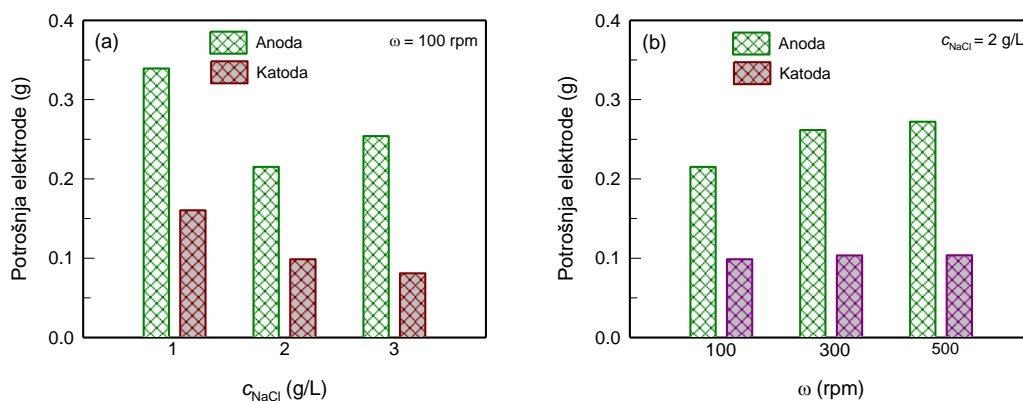 (a)
Anoda
Katoda
ω = 100 rpm
Potrošnja elektrode (g)
0.4
0.3
0.2
0.1
0.0
1 2 3
cNaCl (g/L)
(b)
Anoda
Katoda
cNaCl = 2 g/L
Potrošnja elektrode (g)
0.4
0.3
0.2
0.1
0.0
100 300 500
ω (rpm)